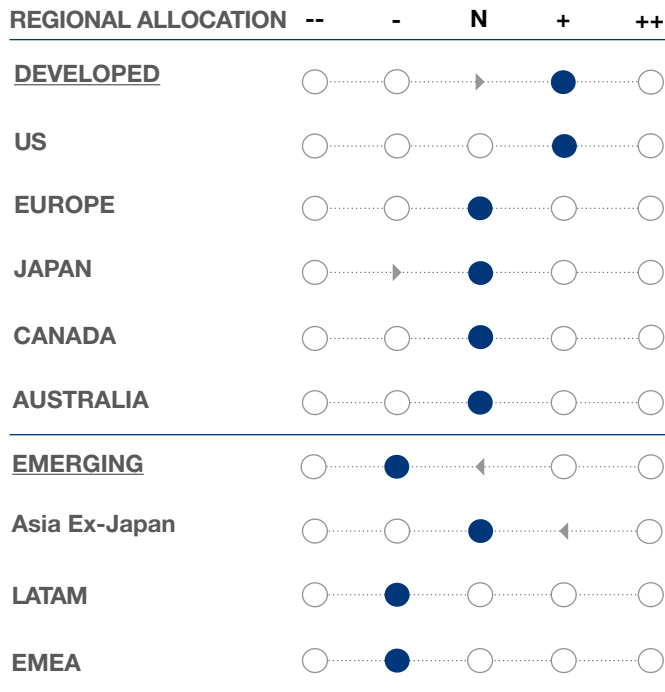 REGIONAL ALLOCATION -- - N + ++
DEVELOPED
US
EUROPE
JAPAN
CANADA
AUSTRALIA
EMERGING
Asia Ex-Japan
LATAM
EMEA